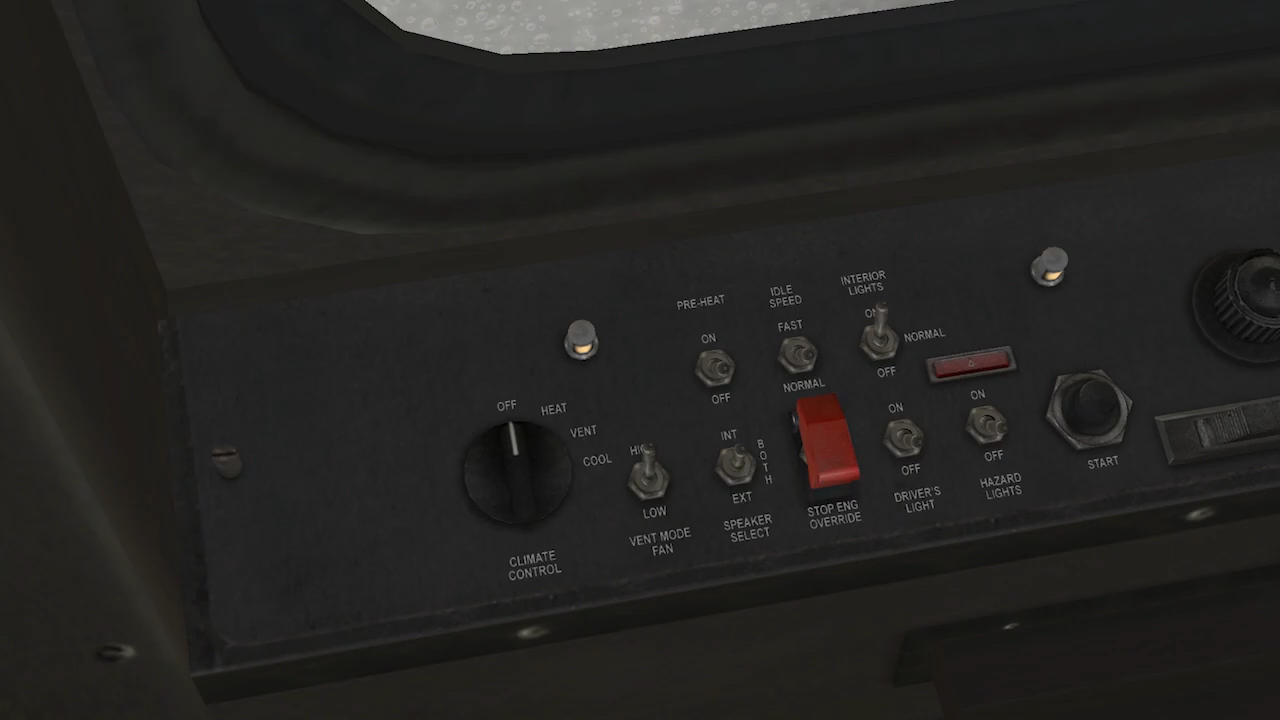 PRE-HEAT
ON
OFF
IDLE
SPEED
FAST
NORMAL
INTERIOR
LIGHTS
NORMAL
OFF
OFF
HEAT
VENT
COOL
CLIMATE
CONTROL
LOW
VENT MODE
FAN
INT
BOTH
EXT
SPEAKER
SELECT
STOP ENG
OVERRIDE
ON
OFF
DRIVER'S
LIGHT
ON
OFF
HAZARD
LIGHTS
START